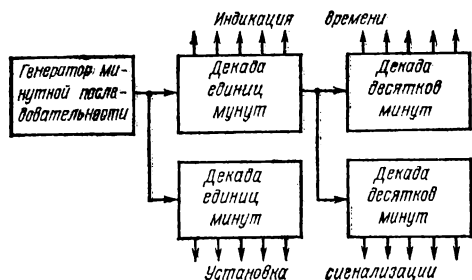 Индикация времени
Генератор ми-
нутной после-
довательности
Декада
единиц
мунут
Декада
десятков
минут
Декада
единиц
минут
Декада
десятков
минут
Установка сигнализации